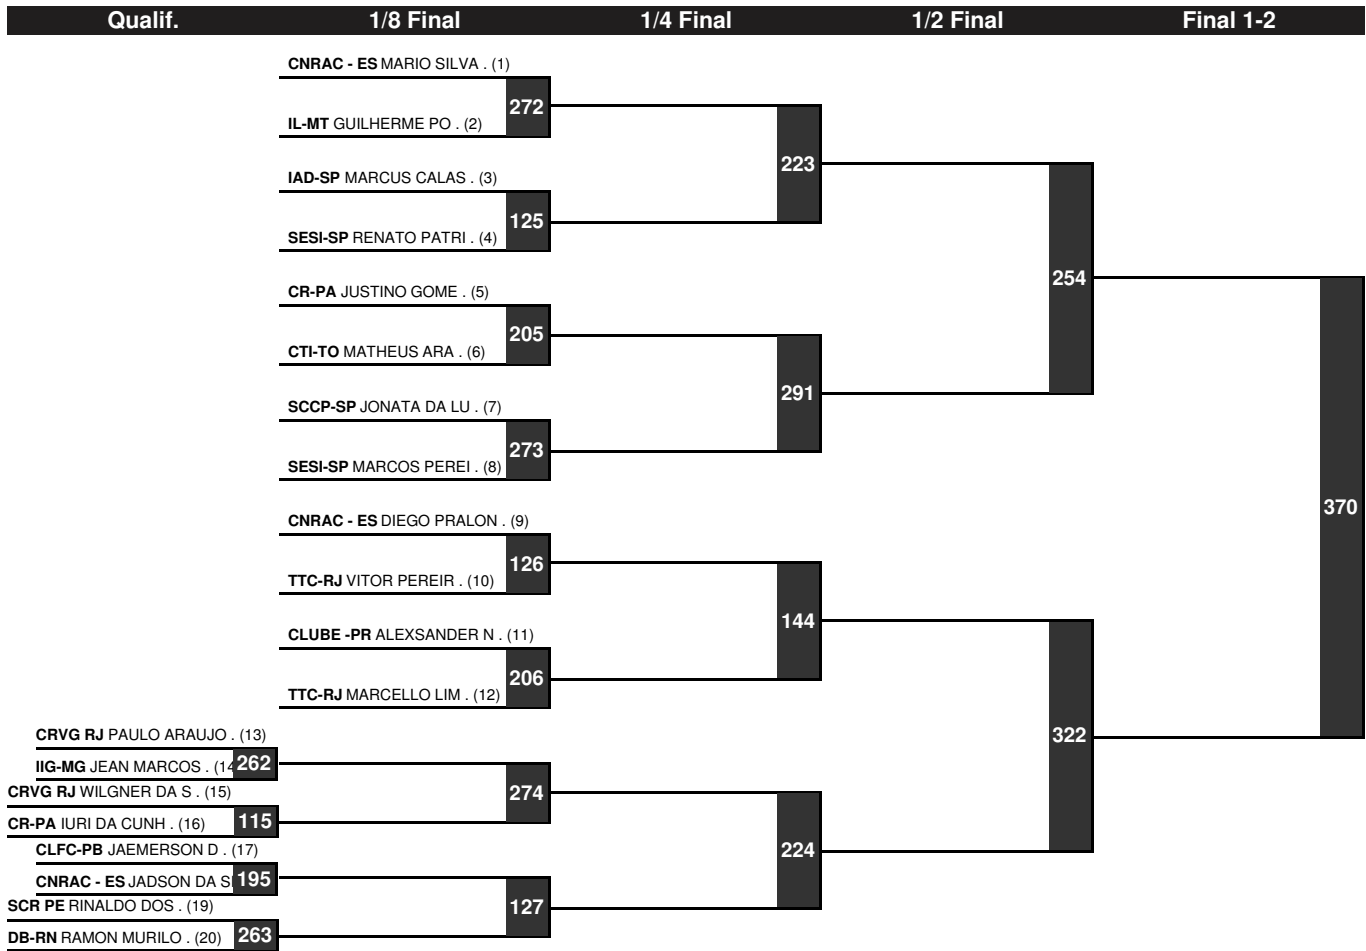 Qualif. 1/8 Final 1/4 Final 1/2 Final Final 1-2
CNRAC - ES MARIO SILVA . (1)
272
IL-MT GUILHERME PO . (2)
223
IAD-SP MARCUS CALAS . (3)
125
SESI-SP RENATO PATRI . (4)
254
CR-PA JUSTINO GOME . (5)
205
CTI-TO MATHEUS ARA . (6)
291
SCCP-SP JONATA DA LU . (7)
273
SESI-SP MARCOS PEREI . (8)
370
CNRAC - ES DIEGO PRALON . (9)
126
TTC-RJ VITOR PEREIR . (10)
144
CLUBE -PR ALEXSANDER N . (11)
206
TTC-RJ MARCELLO LIM . (12)
322
CRVG RJ PAULO ARAUJO . (13)
262
IIG-MG JEAN MARCOS . (14
CRVG RJ WILGNER DA S . (15)
274
CR-PA IURI DA CUNH . (16) 115
CLFC-PB JAEMERSON D . (17)
224
CNRAC - ES JADSON DA S 195
SCR PE RINALDO DOS . (19)
127
DB-RN RAMON MURILO . (20) 263